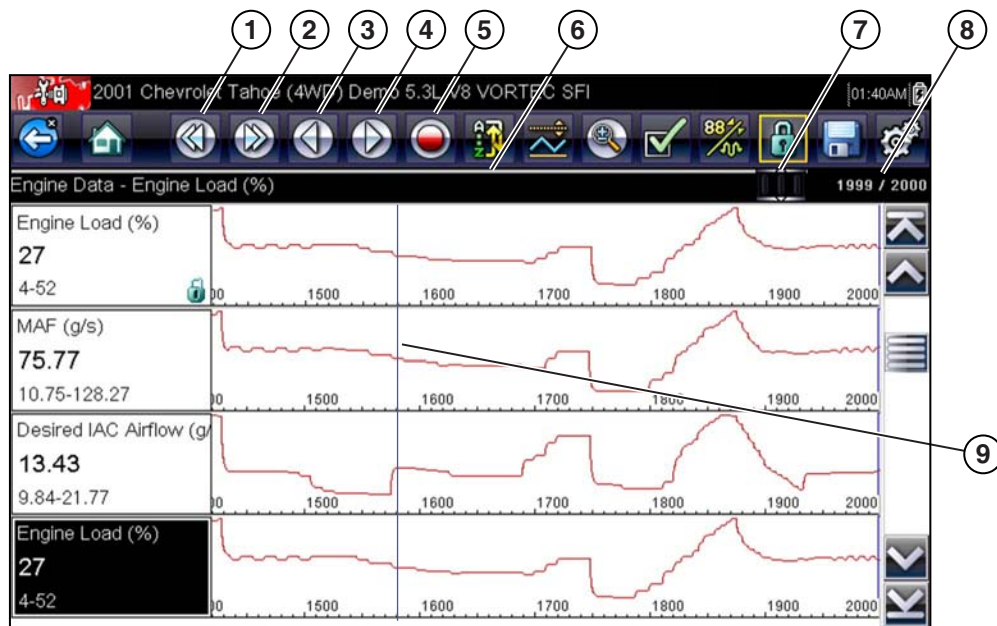 1 2 3 4 5 6 7 8
2001 Chevrolet Tahoe (4WD) Demo 5.3L V8 VORTEC SFI 01:40AM
A
Z
88
Engine Data - Engine Load (%) 1999 / 2000
Engine Load (%)
27
4-52
00 1500 1600 1700 1800 1900 2000
MAF (g/s)
75.77
10.75-128.27
00 1500 1600 1700 1800 1900 2000
9
Desired IAC Airflow (g/
13.43
9.84-21.77
00 1500 1600 1700 1800 1900 2000
Engine Load (%)
27
4-52
00 1500 1600 1700 1800 1900 2000